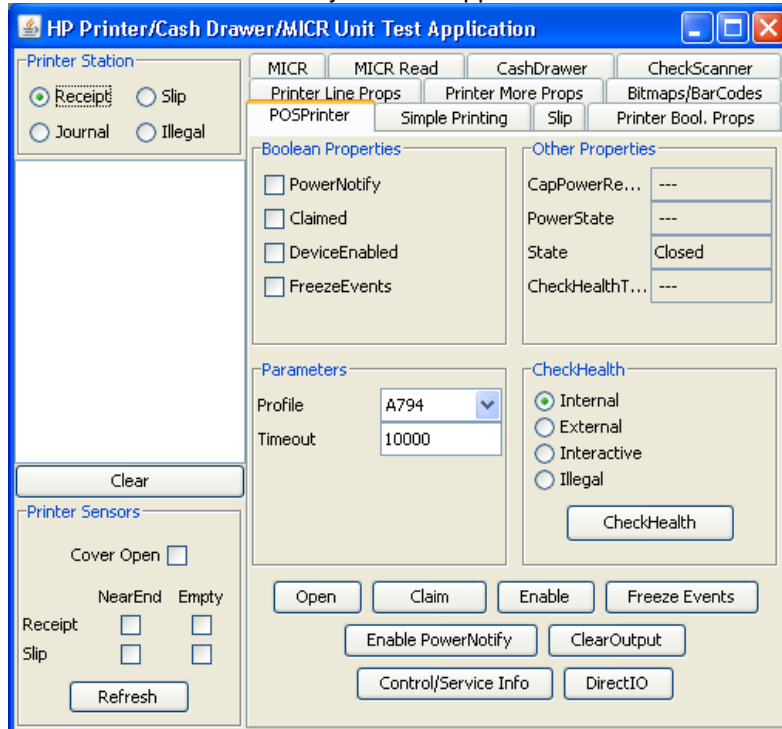 HP Printer/Cash Drawer/MICR Unit Test Application
Printer Station
Receipt Slip
Journal Illegal
Clear
Printer Sensors
Cover Open
NearEnd Empty
Receipt
Slip
Refresh
MICR MICR Read CashDrawer CheckScanner
Printer Line Props Printer More Props Bitmaps/BarCodes
POSPrinter Simple Printing Slip Printer Bool. Props
Boolean Properties
PowerNotify
Claimed
DeviceEnabled
FreezeEvents
Other Properties
CapPowerRe... ---
PowerState ---
State Closed
CheckHealthT... ---
Parameters
Profile A794
Timeout 10000
CheckHealth
Internal
External
Interactive
Illegal
CheckHealth
Open Claim Enable Freeze Events
Enable PowerNotify ClearOutput
Control/Service Info DirectIO